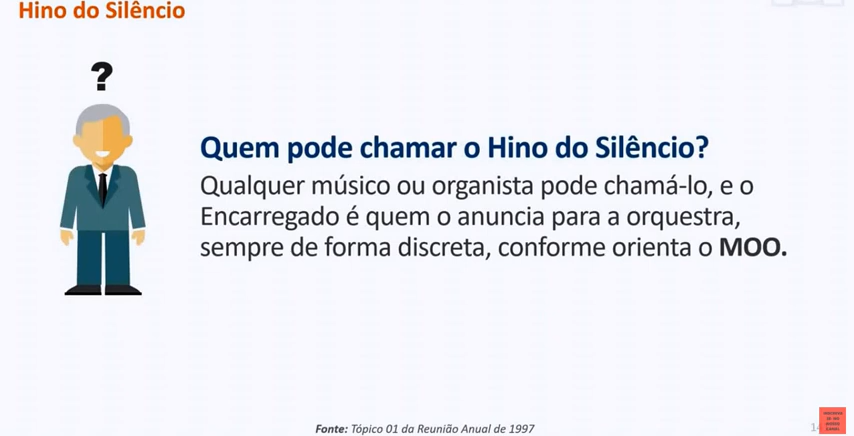 Hino do Silêncio
?
Quem pode chamar o Hino do Silêncio?
Qualquer músico ou organista pode chamá-lo, e o
Encarregado é quem o anuncia para a orquestra,
sempre de forma discreta, conforme orienta o MOO.
Fonte: Tópico 01 da Reunião Anual de 1997